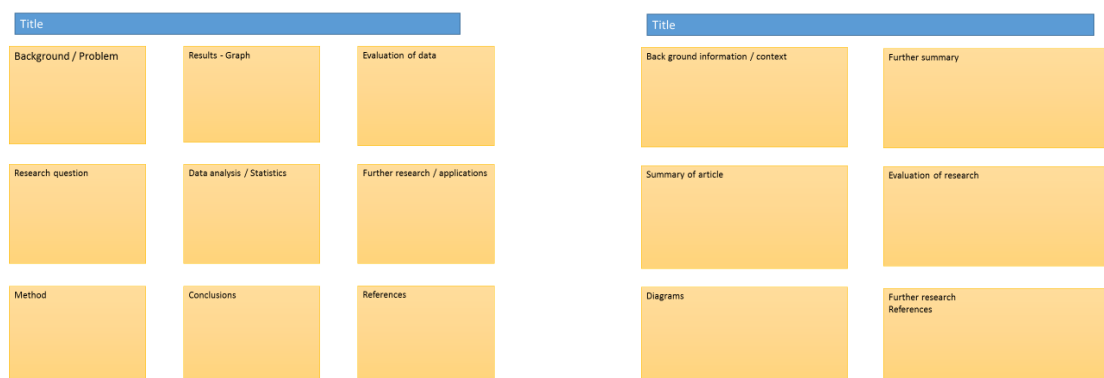 Title
Background / Problem
Results - Graph
Evaluation of data
Research question
Data analysis / Statistics
Further research / applications
Method
Conclusions
References
Title
Back ground information / context
Further summary
Summary of article
Evaluation of research
Diagrams
Further research
References